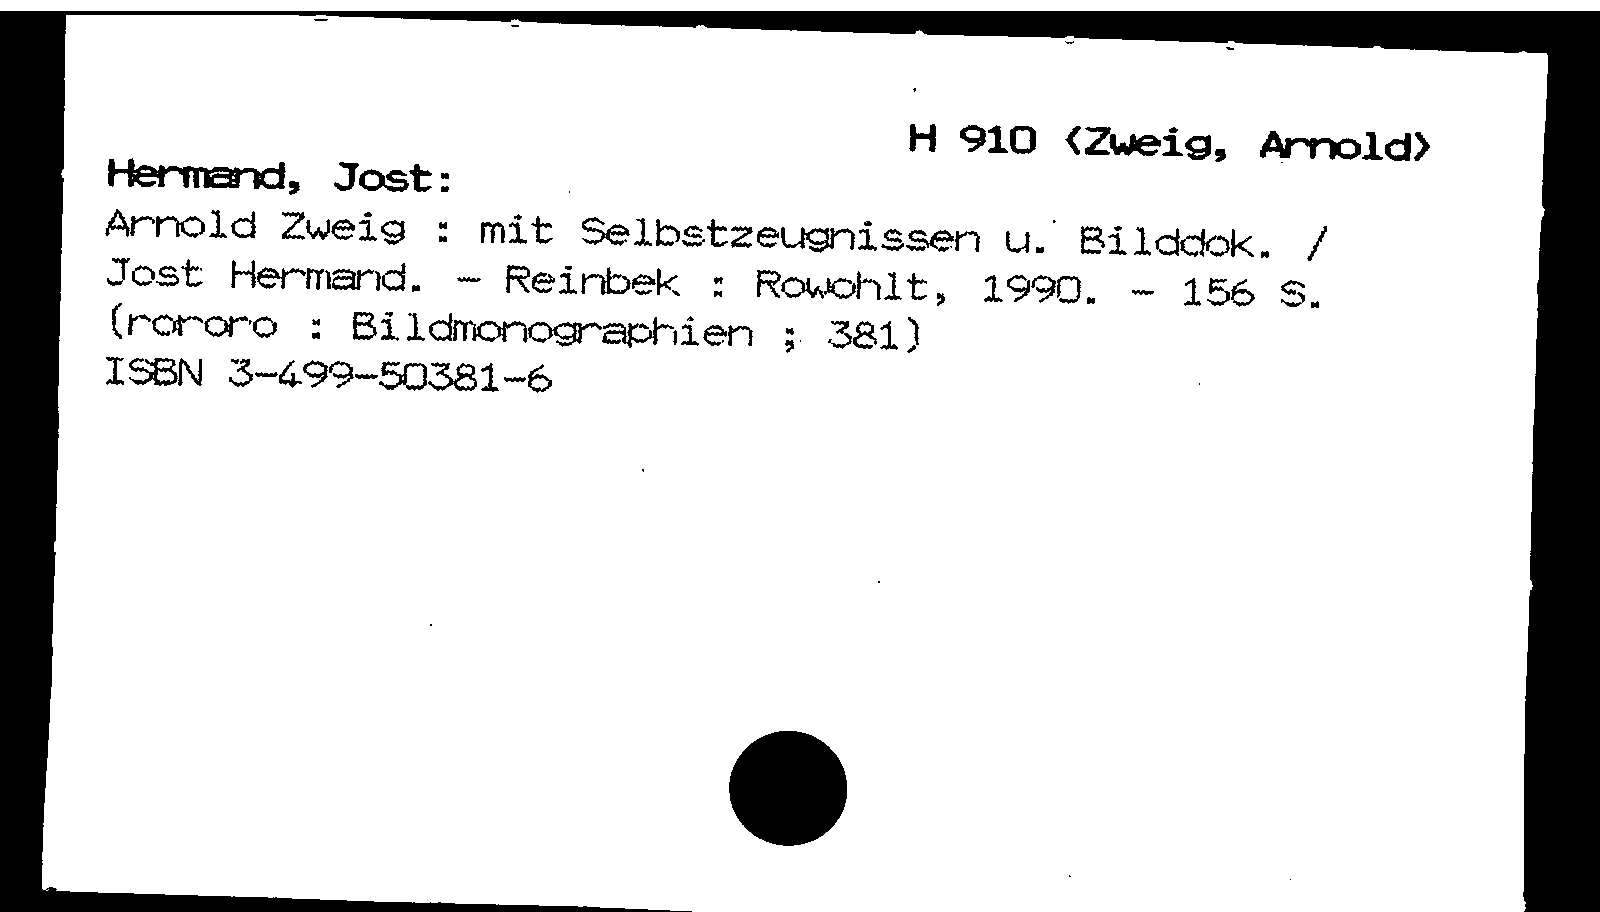 H 910 <Zweig, Arnold>
Hermand, Jost:
Arnold Zweig : mit Selbstzeugnissen u. Bilddok. /
Jost Hermand. - Reinbek : Rowohlt, 1990. - 156 S.
(rororo : Bildmonographien ; 381)
ISBN 3-499-50381-6